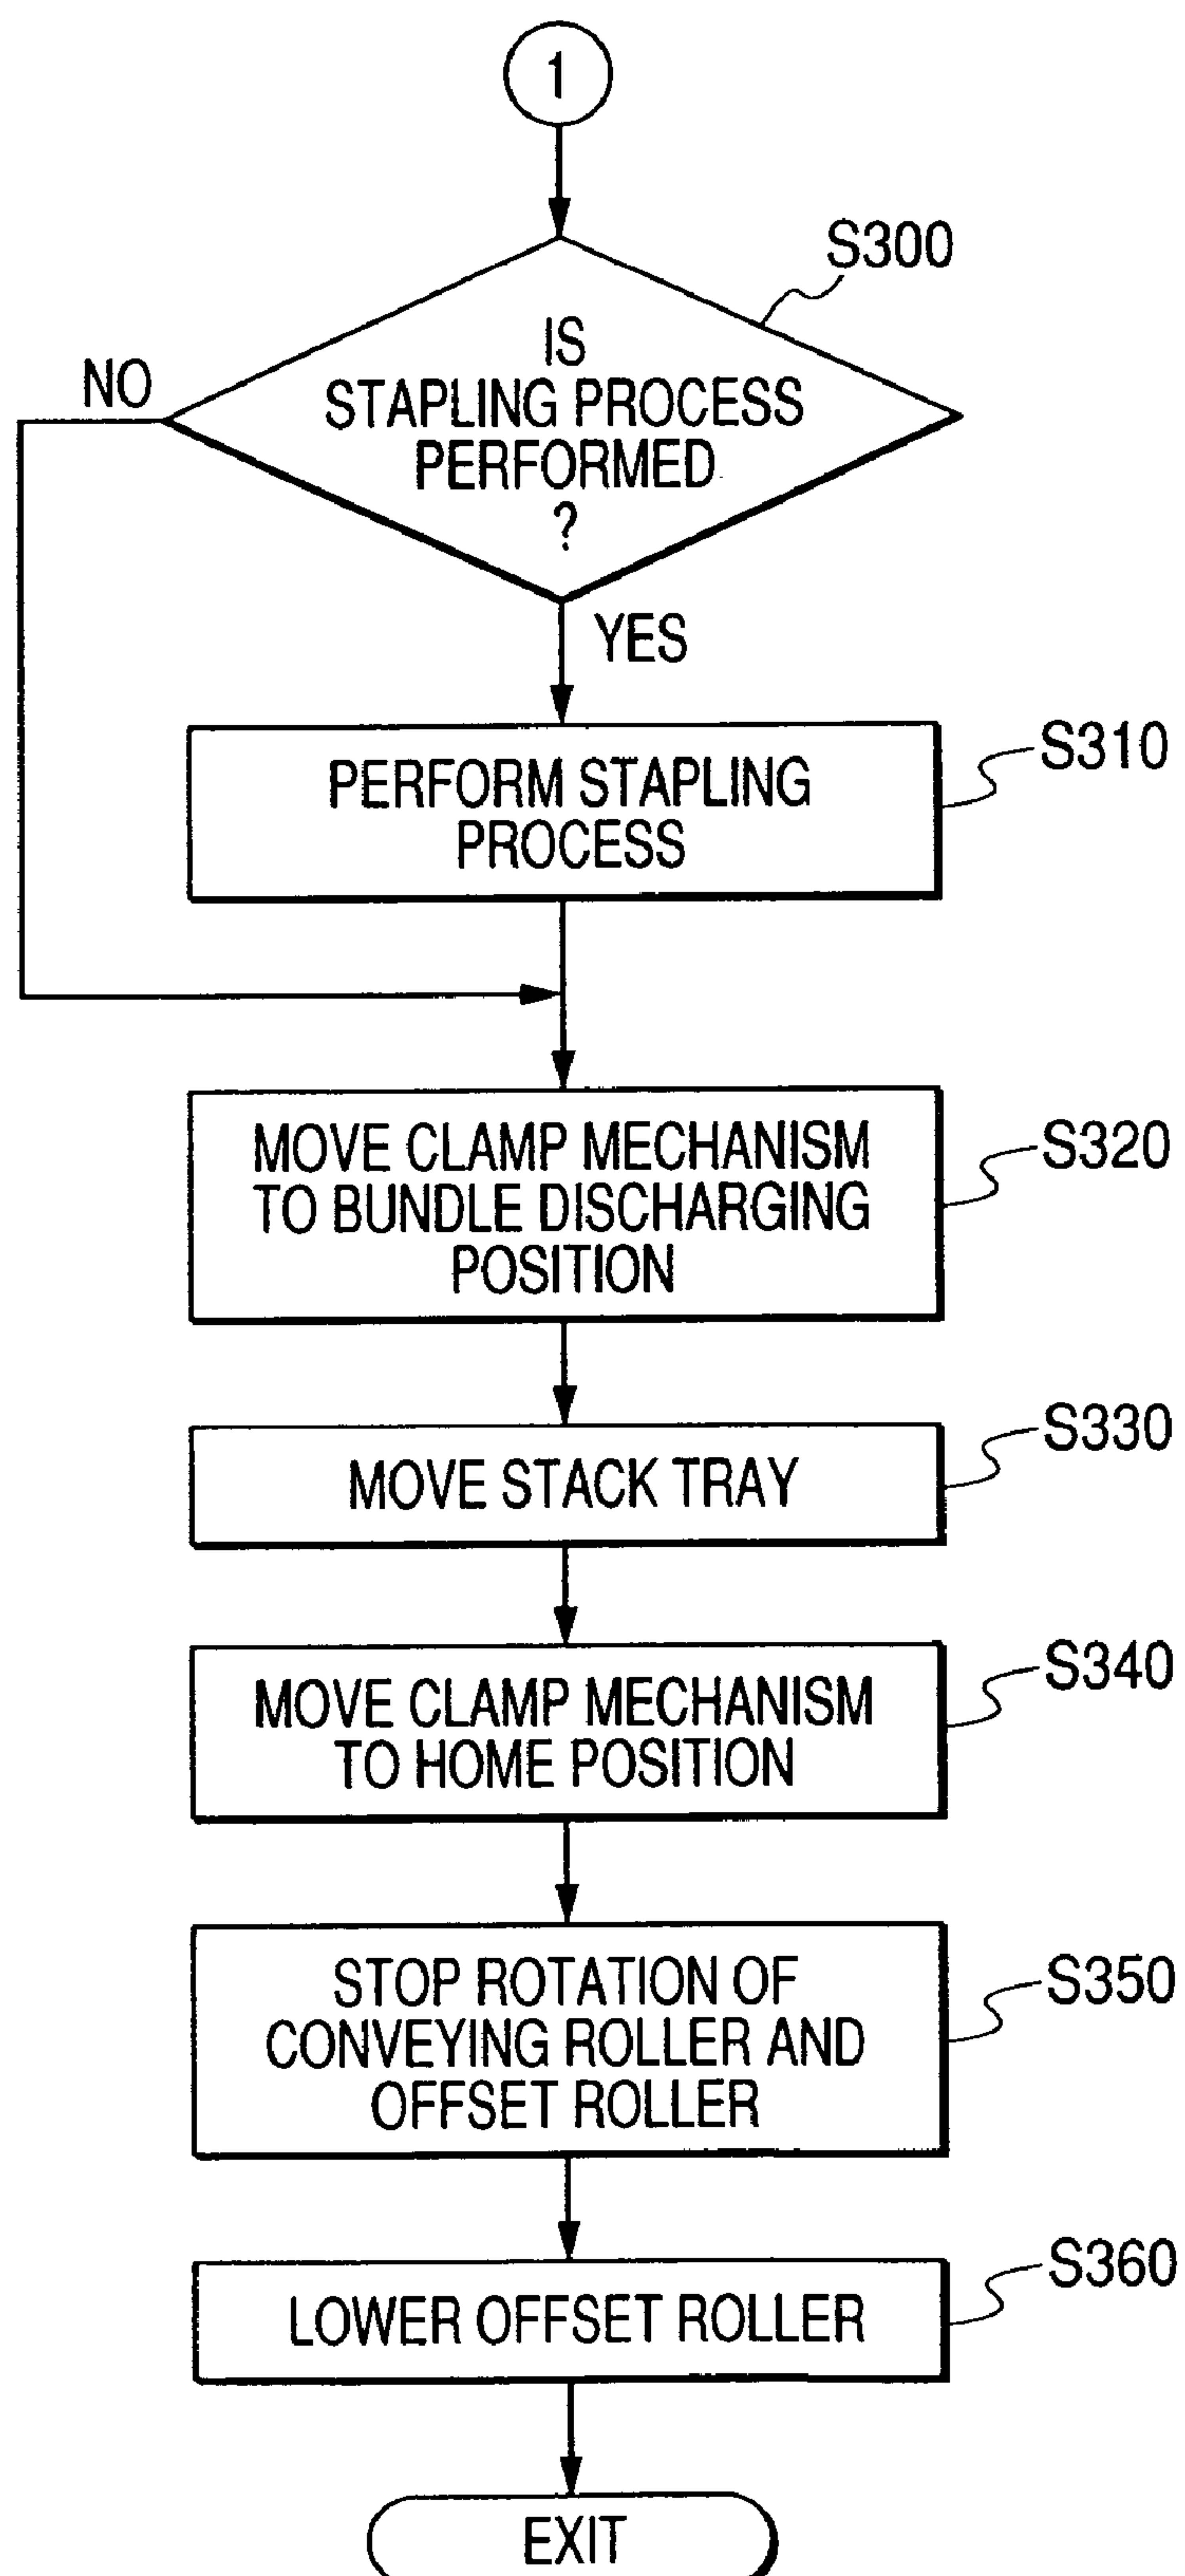 1
S300
IS
STAPLING PROCESS
PERFORMED
?
NO
YES
S310
PERFORM STAPLING
PROCESS
S320
MOVE CLAMP MECHANISM
TO BUNDLE DISCHARGING
POSITION
S330
MOVE STACK TRAY
S340
MOVE CLAMP MECHANISM
TO HOME POSITION
S350
STOP ROTATION OF
CONVEYING ROLLER AND
OFFSET ROLLER
S360
LOWER OFFSET ROLLER
EXIT